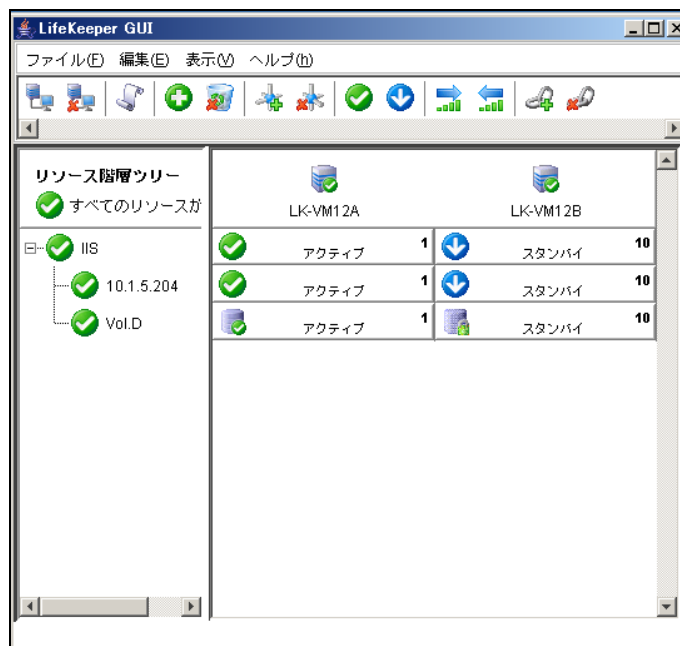 LifeKeeper GUI
ファイル(F) 編集(E) 表示(V) ヘルプ(h)
リソース階層ツリー
すべてのリソースが
LK-VM12A
LK-VM12B
IIS
アクティブ 1
スタンバイ 10
10.1.5.204
アクティブ 1
スタンバイ 10
Vol.D
アクティブ 1
スタンバイ 10